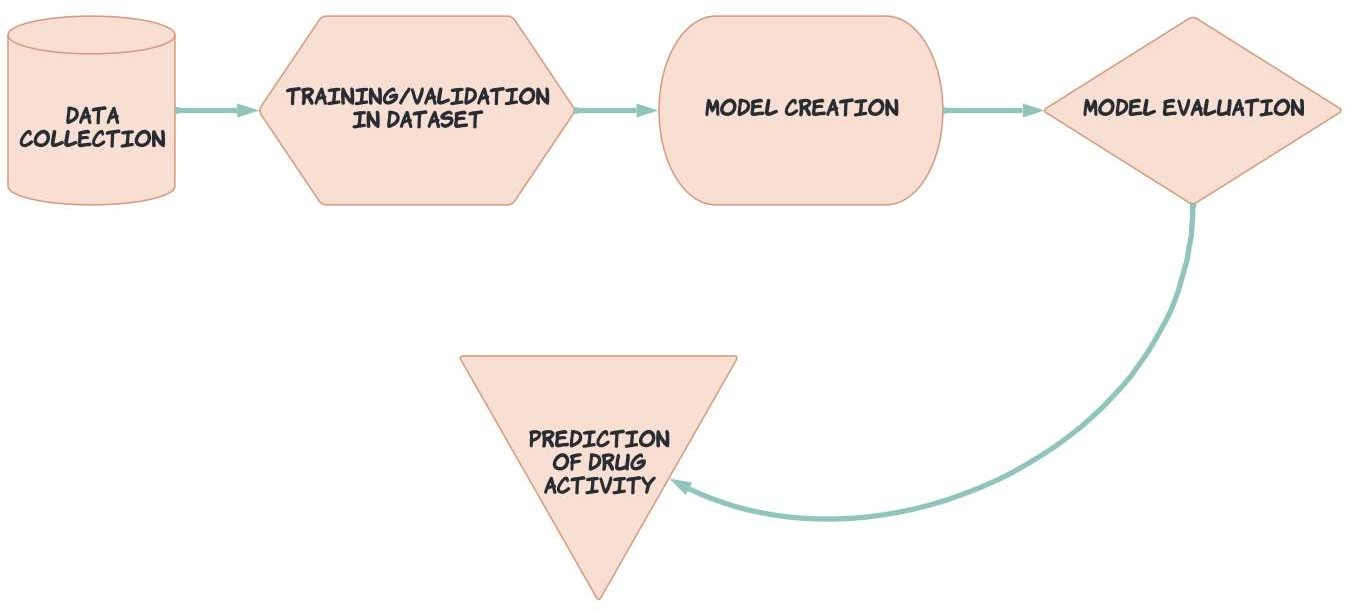 DATA
COLLECTION
TRAINING/VALIDATION
IN DATASET
MODEL CREATION
MODEL EVALUATION
PREDICTION
OF DRUG
ACTIVITY